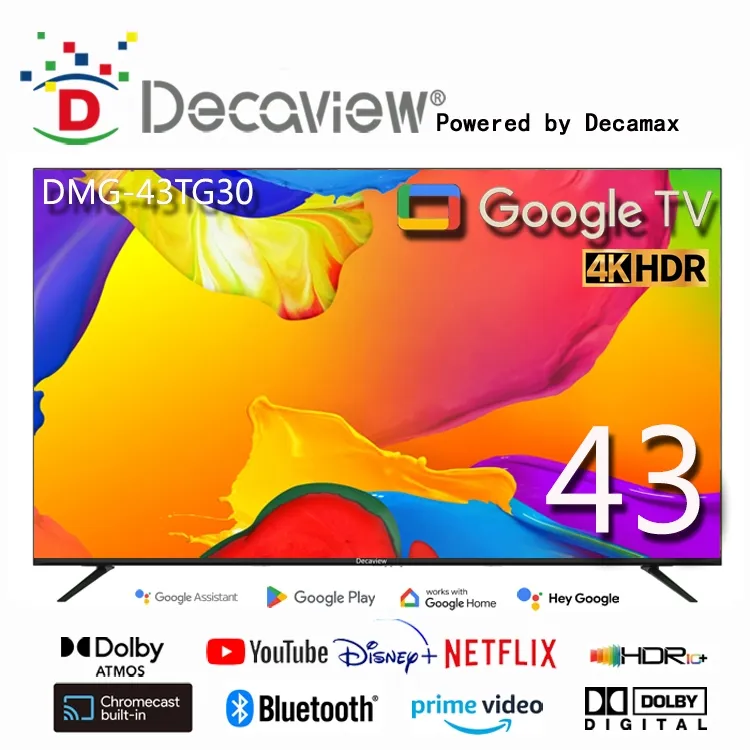 D Decaview® Powered by Decamax
DMG-43TG30
Google TV
4K HDR
43
Decaview
Google Assistant
Google Play
works with
Google Home
Hey Google
Dolby
ATMOS
YouTube
Disney+
NETFLIX
HDR10+
Chromecast
built-in
Bluetooth®
prime video
DOLBY
DIGITAL